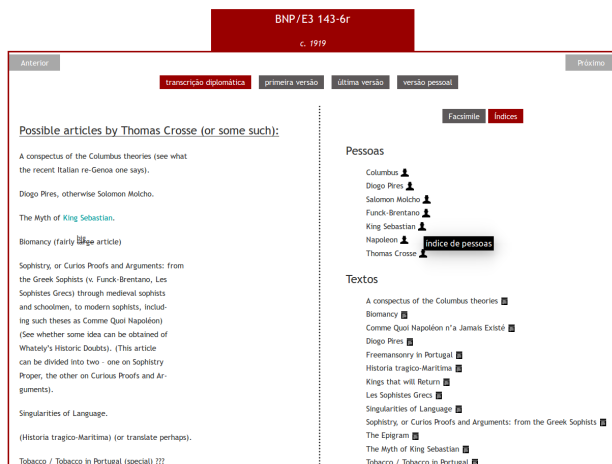 BNP/E3 143-6r
c. 1919
Anterior
Próximo
transcrição diplomática
primeira versão
última versão
versão pessoal
Possible articles by Thomas Crosse (or some such):
A conspectus of the Columbus theories (see what
the recent Italian re-Genoa one says).
Diogo Pires, otherwise Solomon Molcho.
The Myth of King Sebastian.
Biomancy (fairly big large article)
Sophistry, or Curios Proofs and Arguments: from
the Greek Sophists (v. Funck-Brentano, Les
Sophistes Grecs) through medieval sophists
and schoolmen, to modern sophists, includ-
ing such theses as Comme Quoi Napoléon)
(See whether some idea can be obtained of
Whately's Historic Doubts). (This article
can be divided into two - one on Sophistry
Proper, the other on Curious Proofs and Ar-
guments).
Singularities of Language.
(Historia tragico-Maritima) (or translate perhaps).
Tobacco / Tobacco in Portugal (special) ???
Facsimile
Índices
Pessoas
Columbus
Diogo Pires
Salomon Molcho
Funck-Brentano
King Sebastian
Napoleon
índice de pessoas
Thomas Crosse
Textos
A conspectus of the Columbus theories
Biomancy
Comme Quoi Napoléon n'a Jamais Existé
Diogo Pires
Freemansonry in Portugal
Historia tragico-Maritima
Kings that will Return
Les Sophistes Grecs
Singularities of Language
Sophistry, or Curios Proofs and Arguments: from the Greek Sophists
The Epigram
The Myth of King Sebastian
Tobacco / Tobacco in Portugal